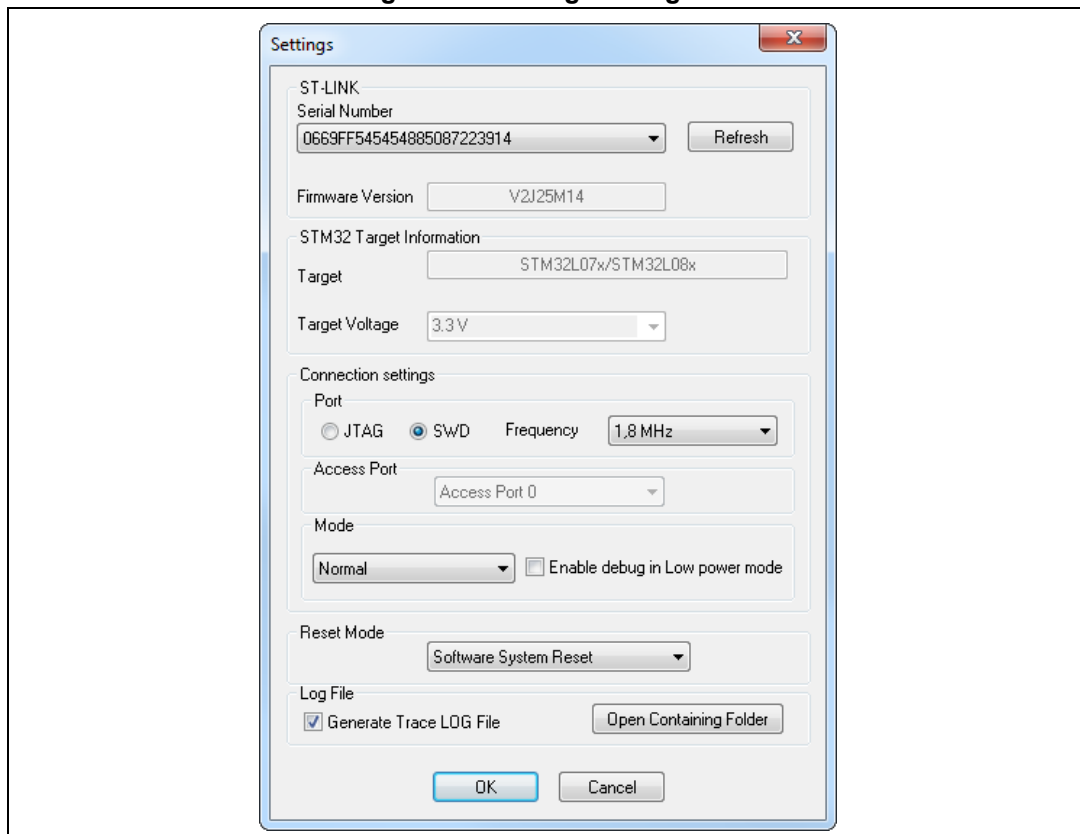 Settings
ST-LINK
Serial Number
0669FF545454885087223914
Refresh
Firmware Version
V2J25M14
STM32 Target Information
Target
STM32L07x/STM32L08x
Target Voltage
3.3 V
Connection settings
Port
JTAG
SWD
Frequency
1,8 MHz
Access Port
Access Port 0
Mode
Normal
Enable debug in Low power mode
Reset Mode
Software System Reset
Log File
Generate Trace LOG File
Open Containing Folder
OK
Cancel